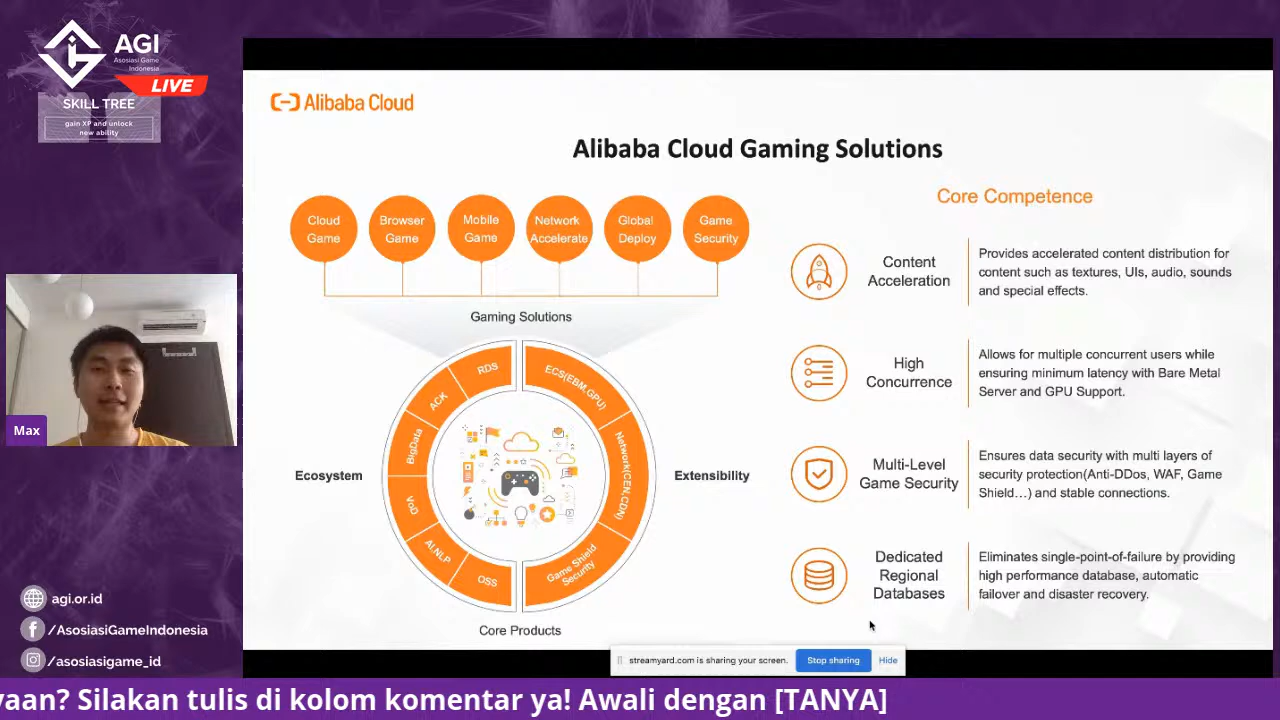 AGI
Asosiasi Game
Indonesia
LIVE
SKILL TREE
gain XP and unlock
new ability
Max
agi.or.id
/AsosiasiGameIndonesia
/asosiasigame_id
Alibaba Cloud
Alibaba Cloud Gaming Solutions
Cloud
Game
Browser
Game
Mobile
Game
Network
Accelerate
Global
Deploy
Game
Security
Gaming Solutions
RDS
ACK
BigData
VoD
AI,NLP
OSS
ECS(EBM,GPU)
Network(CEN,CDN)
Game Shield
Security
Ecosystem
Extensibility
Core Products
Core Competence
Content
Acceleration
Provides accelerated content distribution for
content such as textures, UIs, audio, sounds
and special effects.
High
Concurrence
Allows for multiple concurrent users while
ensuring minimum latency with Bare Metal
Server and GPU Support.
Multi-Level
Game Security
Ensures data security with multi layers of
security protection(Anti-DDos, WAF, Game
Shield...) and stable connections.
Dedicated
Regional
Databases
Eliminates single-point-of-failure by providing
high performance database, automatic
failover and disaster recovery.
streamyard.com is sharing your screen.
Stop sharing
Hide
yaan? Silakan tulis di kolom komentar ya! Awali dengan [TANYA]